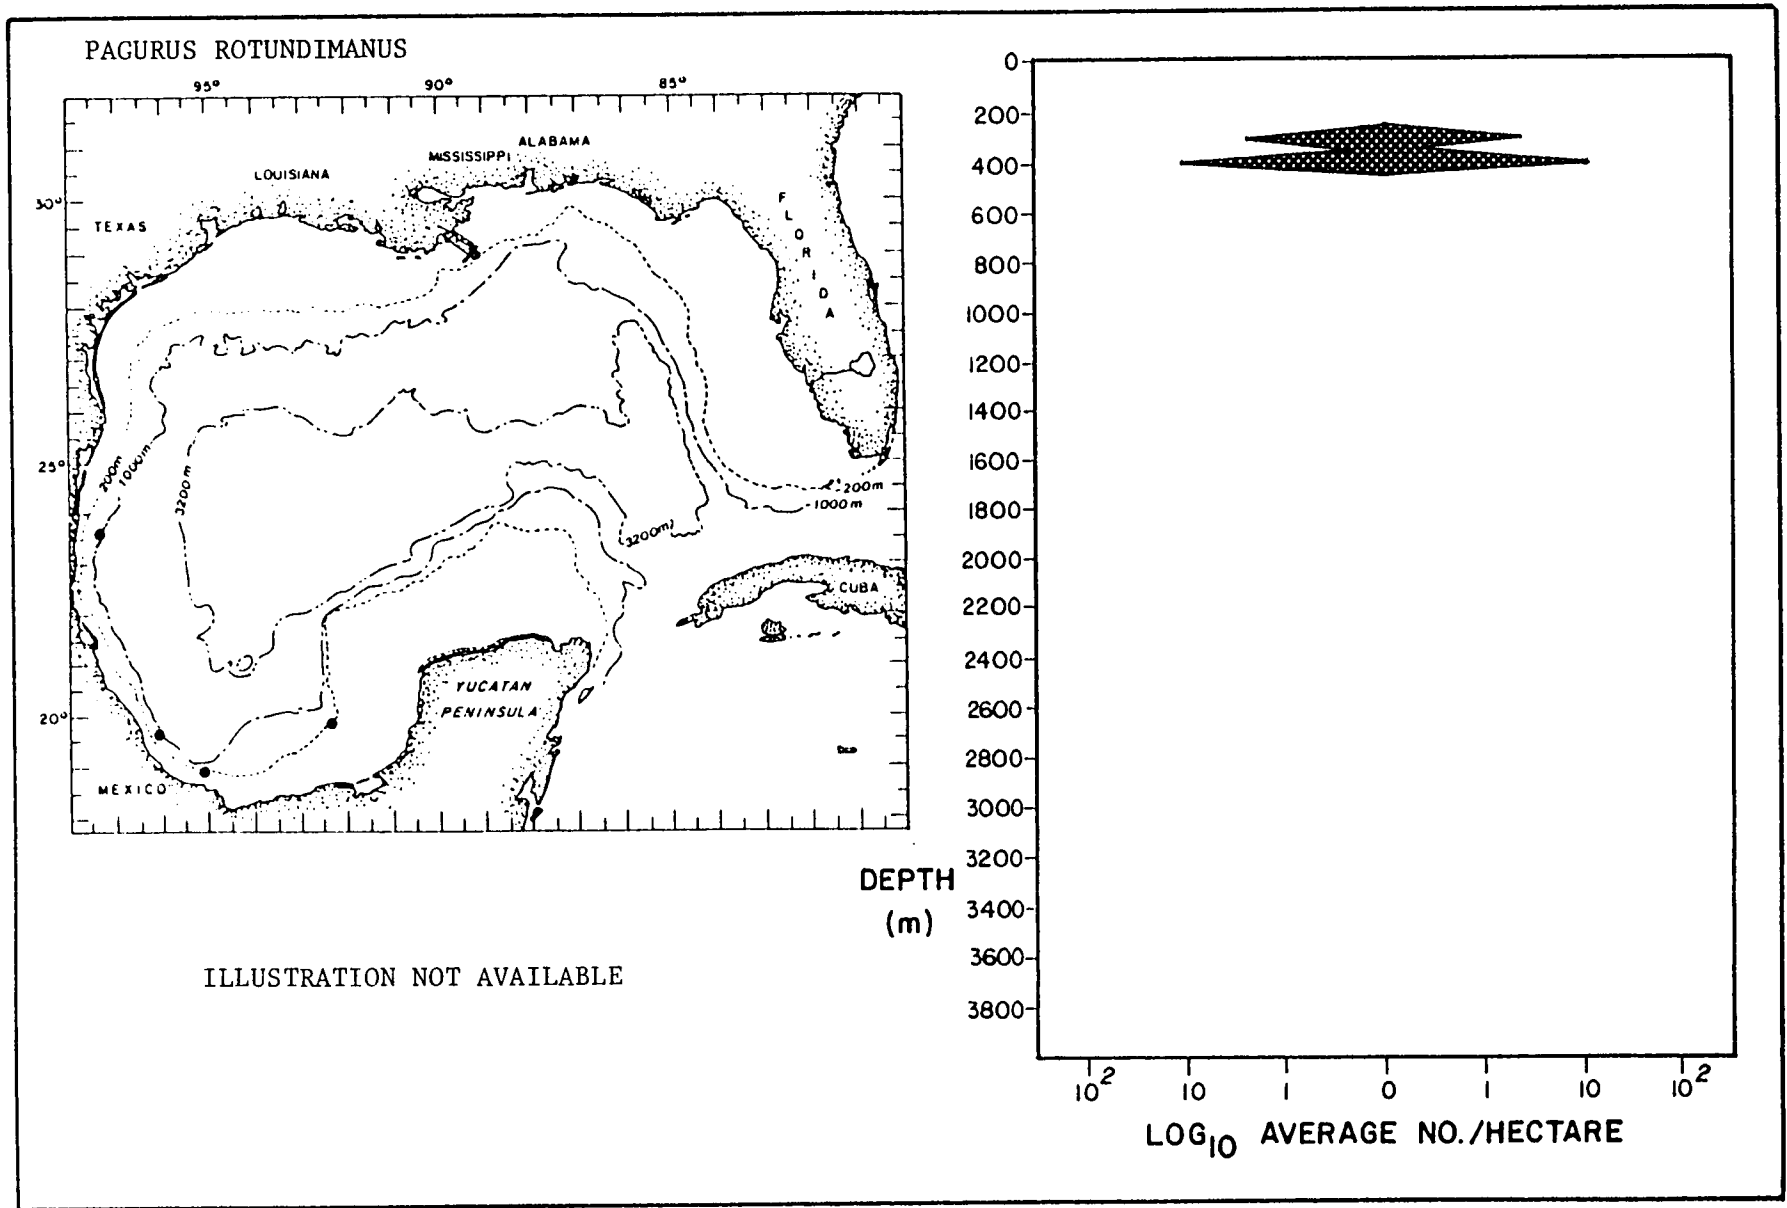 PAGURUS ROTUNDIMANUS
95° 90° 85°
ALABAMA
MISSISSIPPI
LOUISIANA
30°
TEXAS
FLORIDA
25°
200m
1000m
3200m
200m
1000m
3200m
CUBA
YUCATAN
PENINSULA
20°
MEXICO
ILLUSTRATION NOT AVAILABLE
0
200
400
600
800
1000
1200
1400
1600
1800
2000
2200
2400
2600
2800
3000
3200
3400
3600
3800
DEPTH
(m)
10² 10 1 0 1 10 10²
LOG₁₀ AVERAGE NO./HECTARE